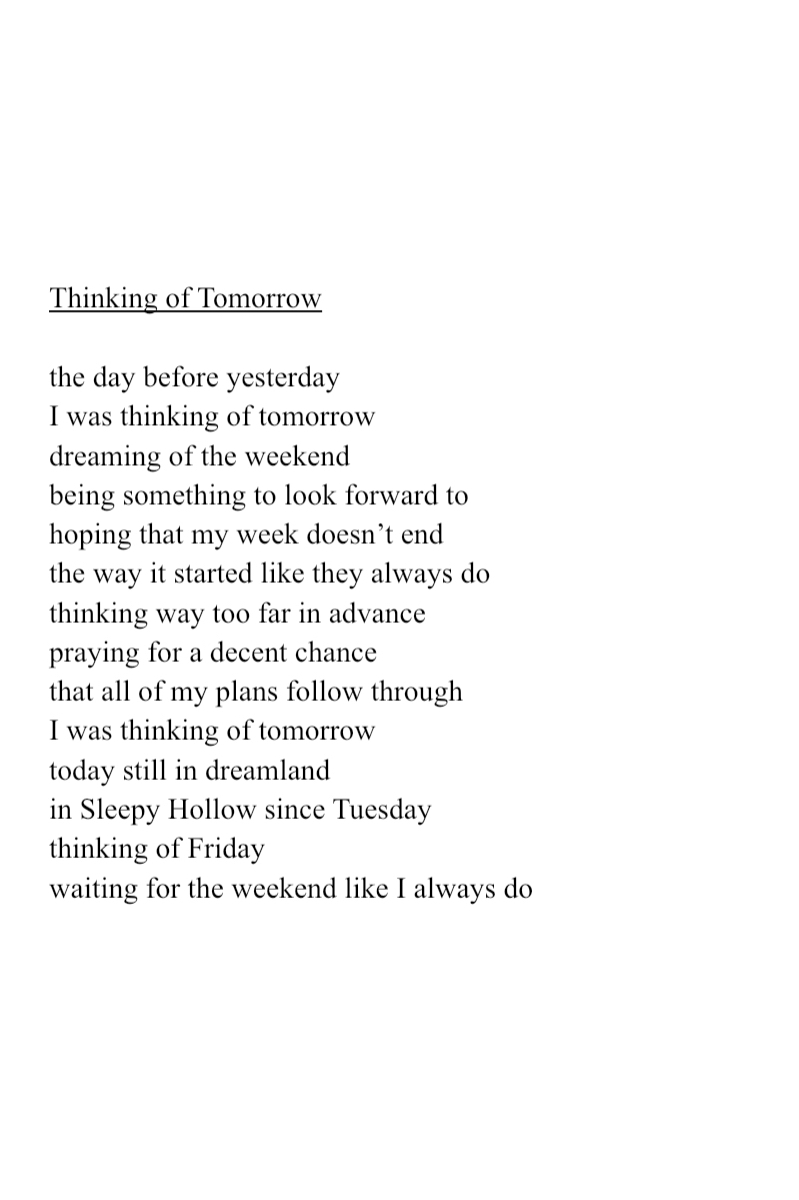 Thinking of Tomorrow
the day before yesterday
I was thinking of tomorrow
dreaming of the weekend
being something to look forward to
hoping that my week doesn’t end
the way it started like they always do
thinking way too far in advance
praying for a decent chance
that all of my plans follow through
I was thinking of tomorrow
today still in dreamland
in Sleepy Hollow since Tuesday
thinking of Friday
waiting for the weekend like I always do